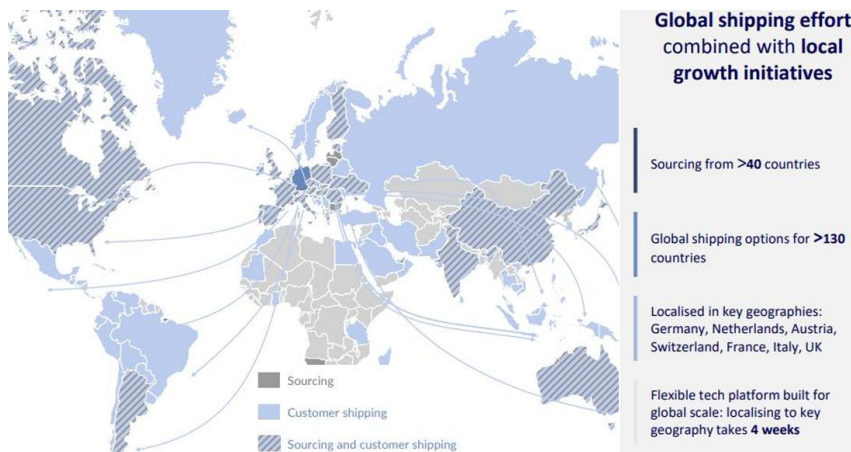 Global shipping effort
combined with local
growth initiatives
Sourcing from >40 countries
Global shipping options for >130
countries
Localised in key geographies:
Germany, Netherlands, Austria,
Switzerland, France, Italy, UK
Flexible tech platform built for
global scale: localising to key
geography takes 4 weeks
Sourcing
Customer shipping
Sourcing and customer shipping